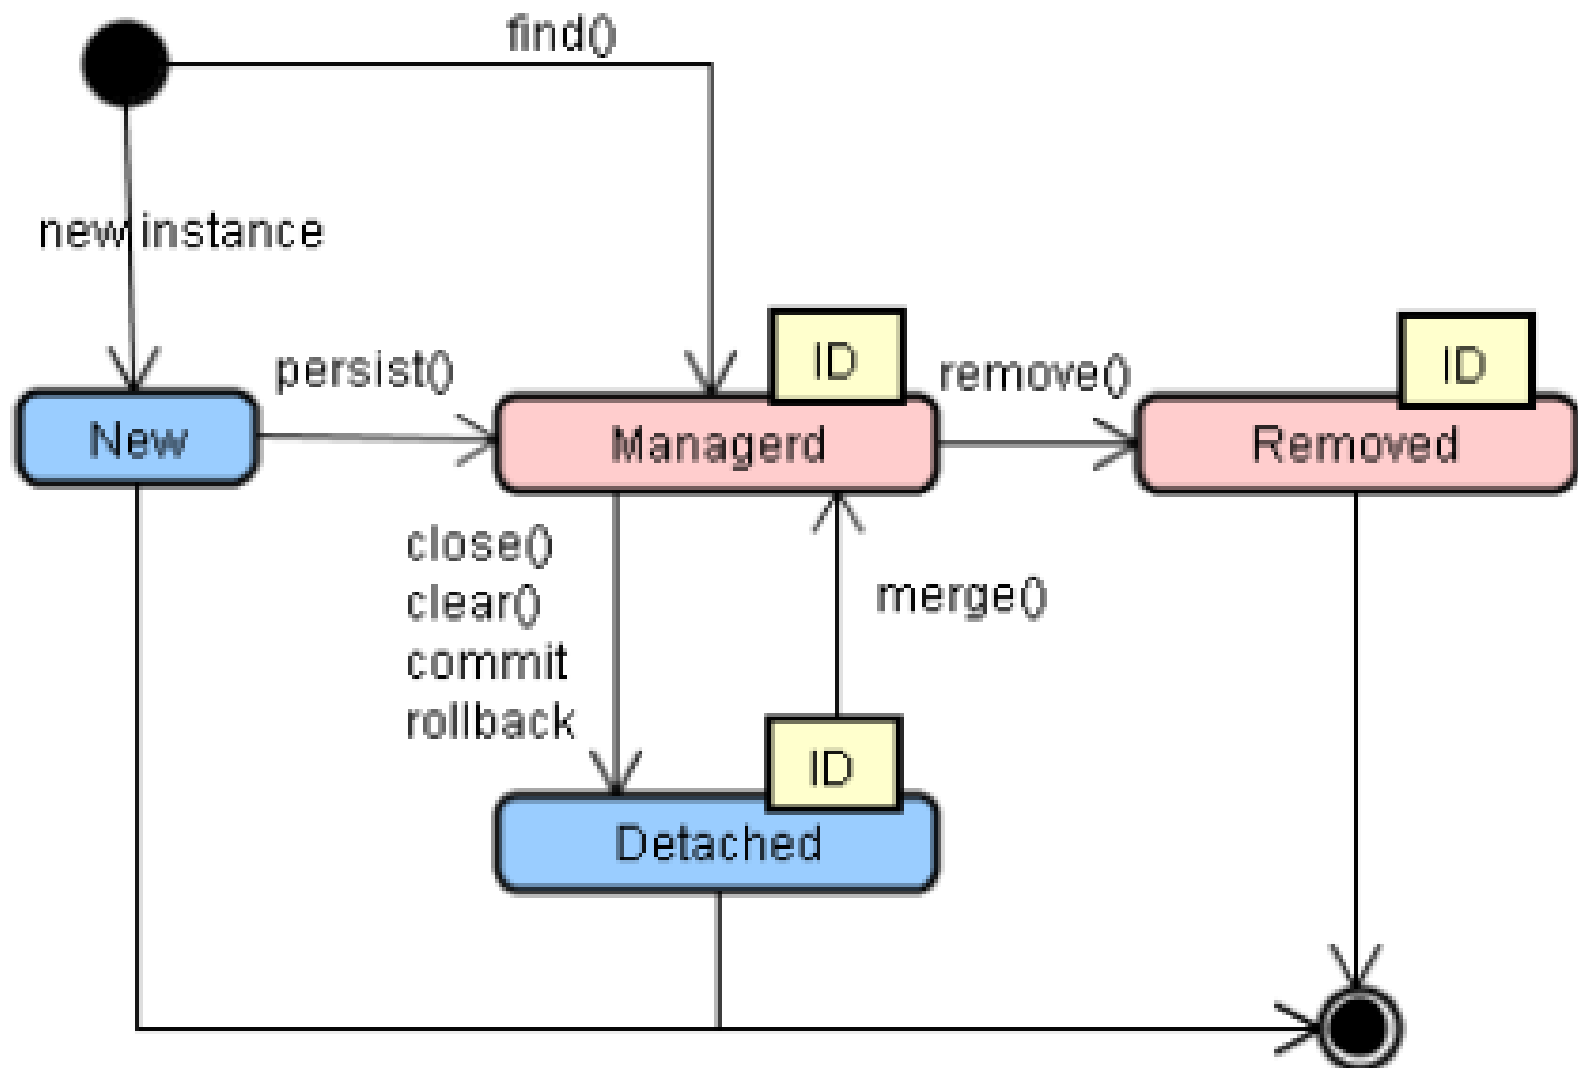 find()
new instance
persist()
ID
remove()
ID
New
Managerd
Removed
close()
clear()
commit
rollback
merge()
ID
Detached